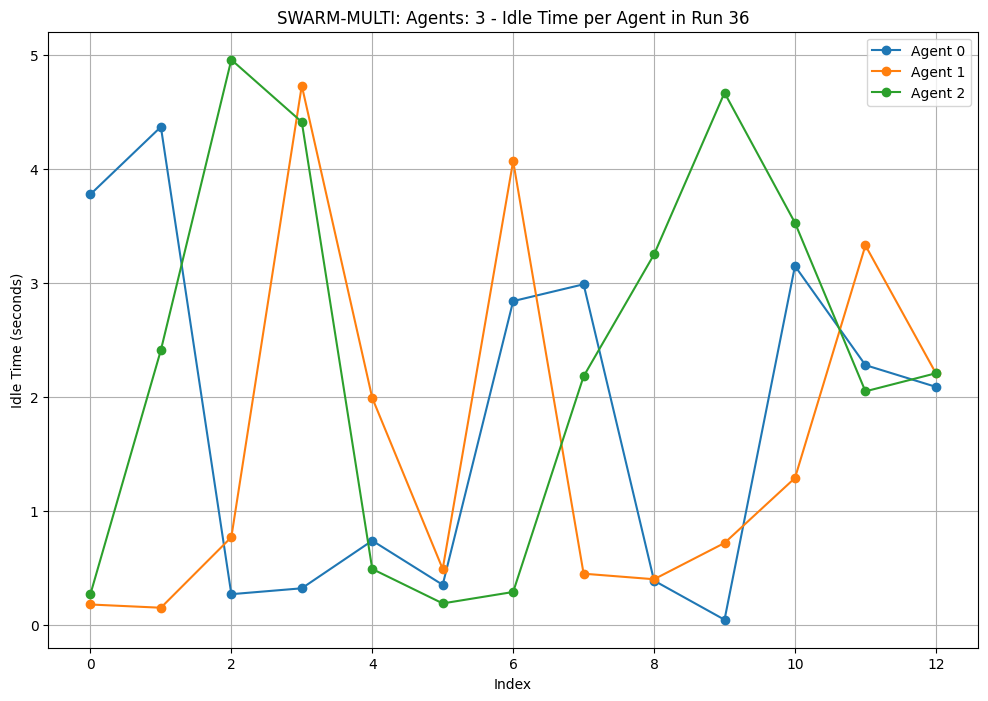 SWARM-MULTI: Agents: 3 - Idle Time per Agent in Run 36
Agent 0
Agent 1
Agent 2
Idle Time (seconds)
5
4
3
2
1
0
0 2 4 6 8 10 12
Index